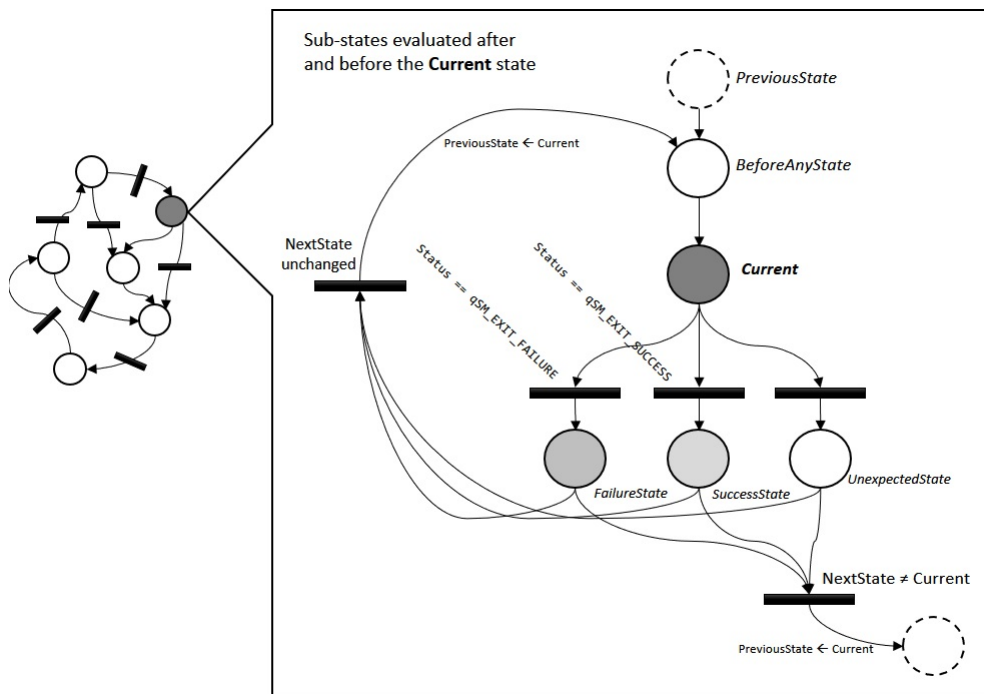 Sub-states evaluated after
and before the Current state
PreviousState
PreviousState ← Current
BeforeAnyState
NextState
unchanged
Status == qSM_EXIT_FAILURE
Status == qSM_EXIT_SUCCESS
Current
FailureState
SuccessState
UnexpectedState
NextState ≠ Current
PreviousState ← Current